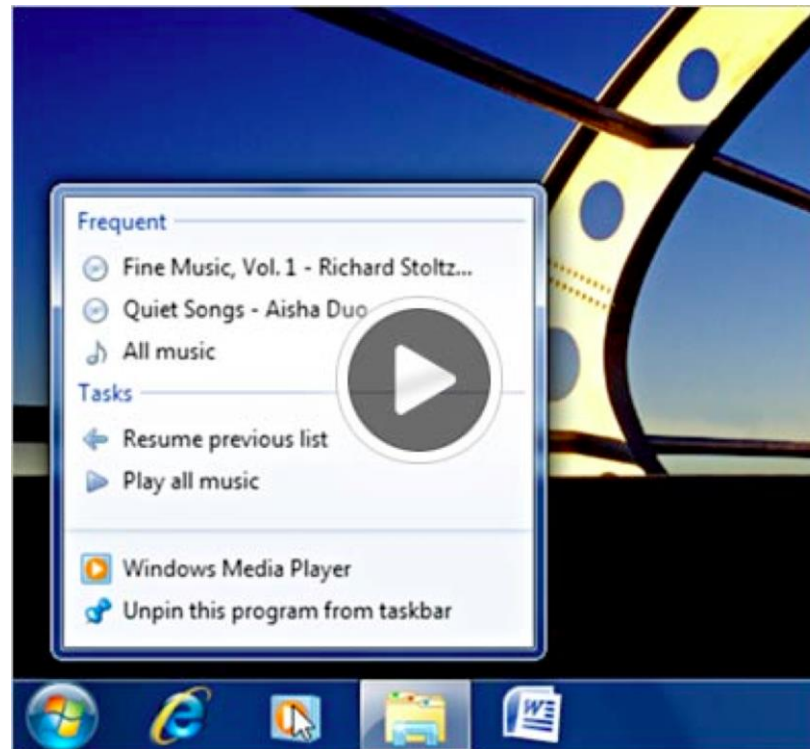 Frequent
Fine Music, Vol. 1 - Richard Stoltz...
Quiet Songs - Aisha Duo
All music
Tasks
Resume previous list
Play all music
Windows Media Player
Unpin this program from taskbar
W